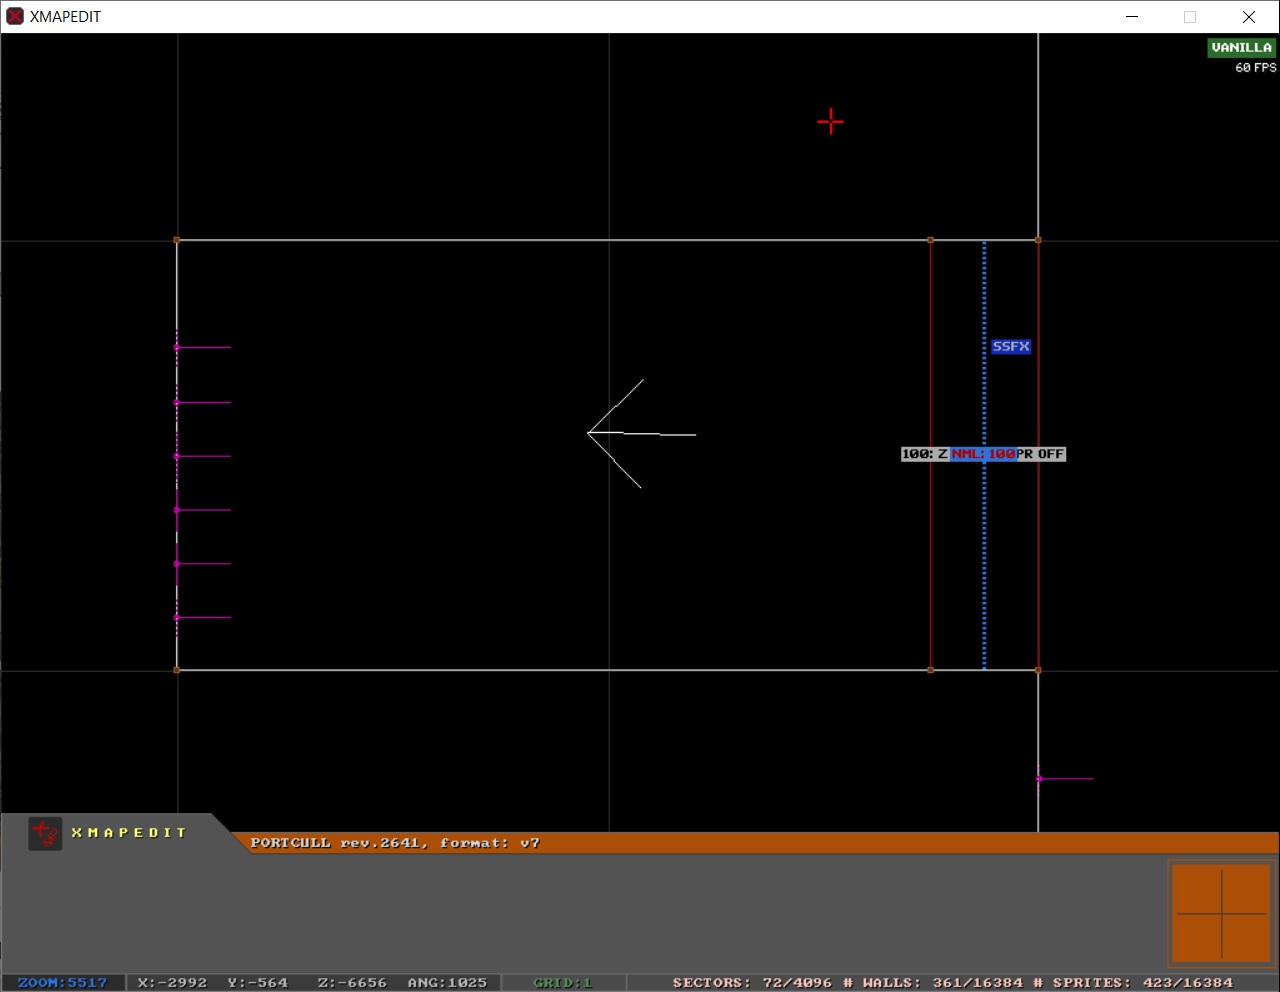 XMAPEDIT
VANILLA
60 FPS
SSFX
100: Z NML:100 PR OFF
XMAPEDIT
PORTCULL rev.2641, format: v7
ZOOM:5517 X:-2992 Y:-564 Z:-6656 ANG:1025 GRID:1 SECTORS: 72/4096 # WALLS: 361/16384 # SPRITES: 423/16384